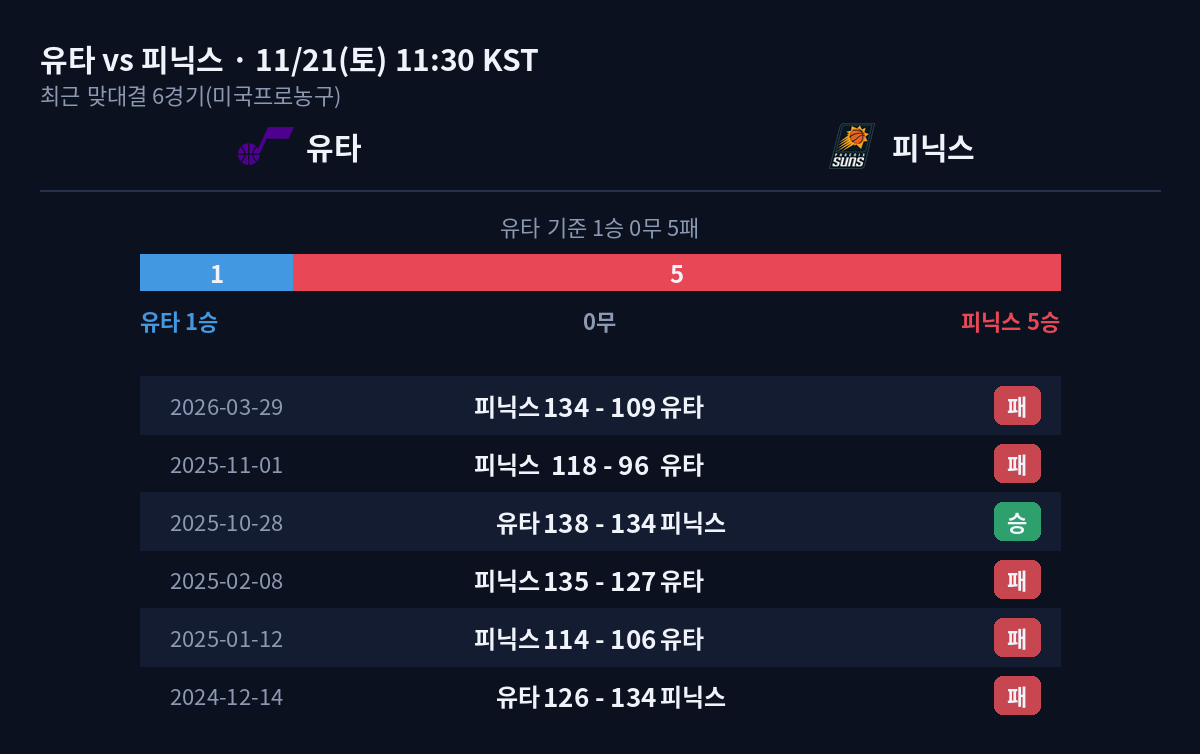 유타 vs 피닉스 · 11/21(토) 11:30 KST
최근 맞대결 6경기(미국프로농구)
유타 PHOENIX SUNS 피닉스
유타 기준 1승 0무 5패
1 5
유타 1승 0무 피닉스 5승
2026-03-29 피닉스 134 - 109 유타 패
2025-11-01 피닉스 118 - 96 유타 패
2025-10-28 유타 138 - 134 피닉스 승
2025-02-08 피닉스 135 - 127 유타 패
2025-01-12 피닉스 114 - 106 유타 패
2024-12-14 유타 126 - 134 피닉스 패